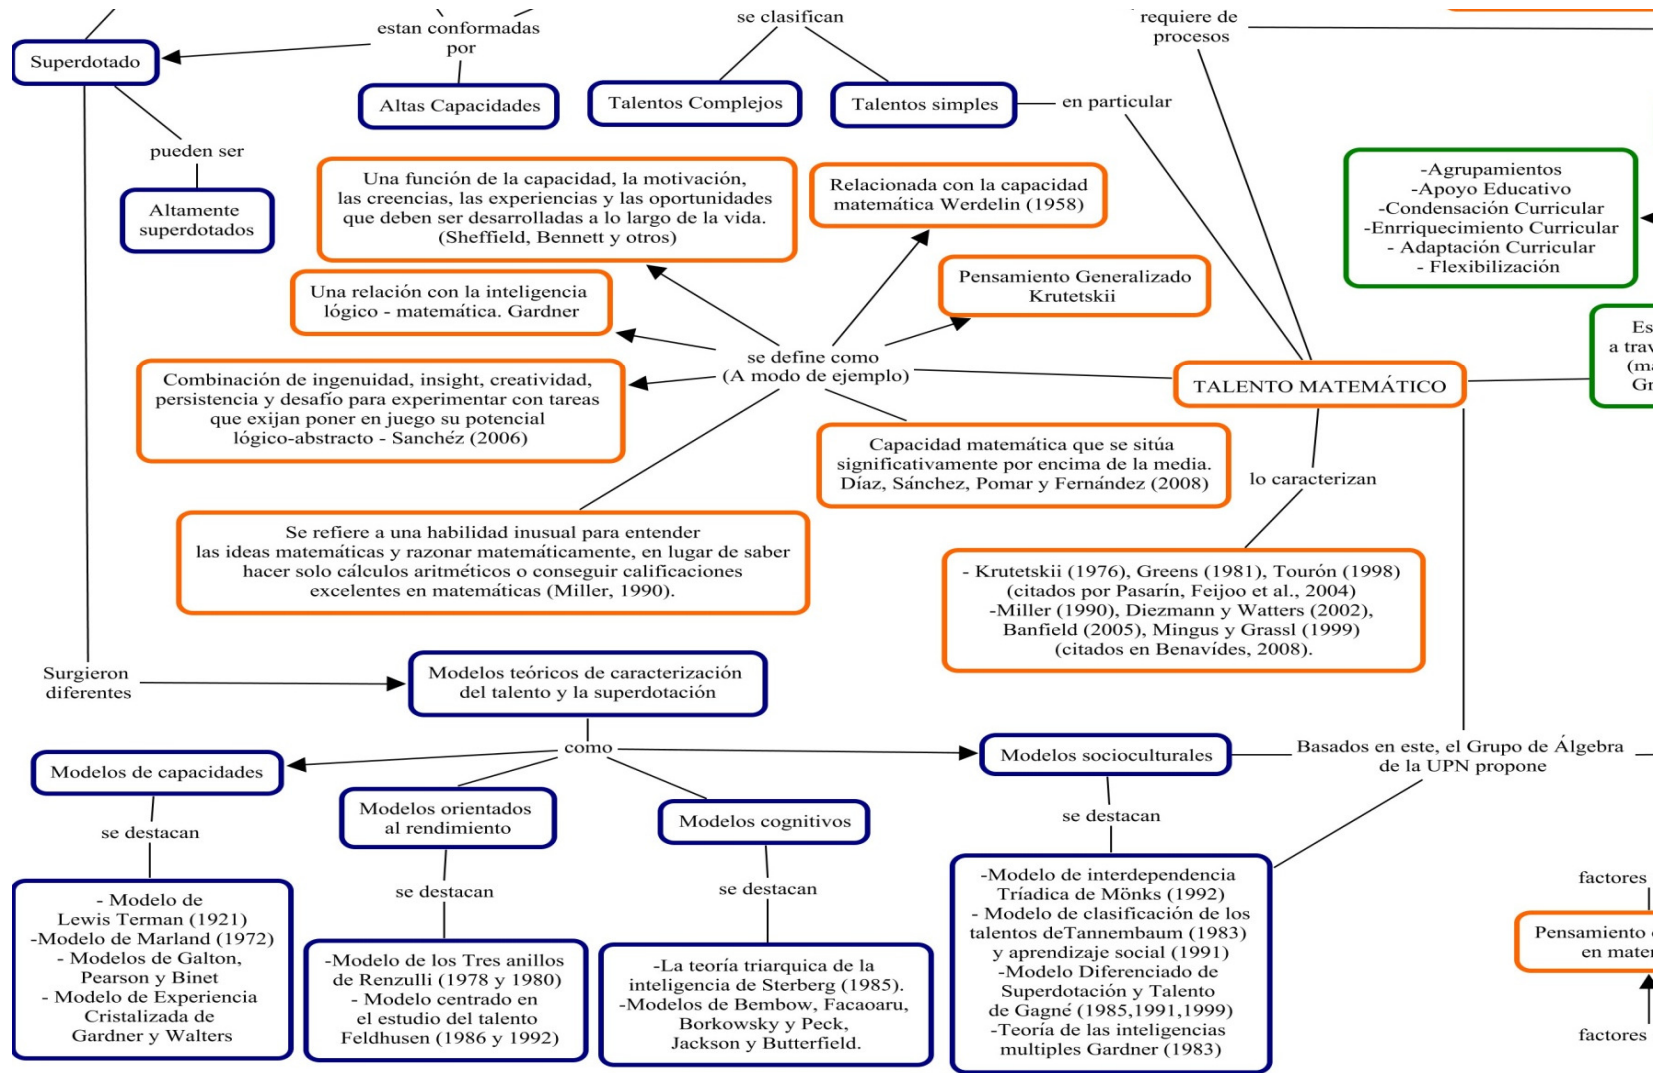 estan conformadas
por
se clasifican
requiere de
procesos
Superdotado
Altas Capacidades
Talentos Complejos
Talentos simples
en particular
pueden ser
Altamente
superdotados
Una función de la capacidad, la motivación,
las creencias, las experiencias y las oportunidades
que deben ser desarrolladas a lo largo de la vida.
(Sheffield, Bennett y otros)
Relacionada con la capacidad
matemática Werdelin (1958)
-Agrupamientos
-Apoyo Educativo
-Condensación Curricular
-Enrriquecimiento Curricular
- Adaptación Curricular
- Flexibilización
Una relación con la inteligencia
lógico - matemática. Gardner
Pensamiento Generalizado
Krutetskii
se define como
(A modo de ejemplo)
Combinación de ingenuidad, insight, creatividad,
persistencia y desafío para experimentar con tareas
que exijan poner en juego su potencial
lógico-abstracto - Sanchéz (2006)
TALENTO MATEMÁTICO
Es
a trav
(ma
Gr
Capacidad matemática que se sitúa
significativamente por encima de la media.
Díaz, Sánchez, Pomar y Fernández (2008)
lo caracterizan
Se refiere a una habilidad inusual para entender
las ideas matemáticas y razonar matemáticamente, en lugar de saber
hacer solo cálculos aritméticos o conseguir calificaciones
excelentes en matemáticas (Miller, 1990).
- Krutetskii (1976), Greens (1981), Tourón (1998)
(citados por Pasarín, Feijoo et al., 2004)
-Miller (1990), Diezmann y Watters (2002),
Banfield (2005), Mingus y Grassl (1999)
(citados en Benavídes, 2008).
Surgieron
diferentes
Modelos teóricos de caracterización
del talento y la superdotación
como
Modelos de capacidades
Modelos orientados
al rendimiento
Modelos cognitivos
Modelos socioculturales
Basados en este, el Grupo de Álgebra
de la UPN propone
se destacan
se destacan
se destacan
se destacan
- Modelo de
Lewis Terman (1921)
-Modelo de Marland (1972)
- Modelos de Galton,
Pearson y Binet
- Modelo de Experiencia
Cristalizada de
Gardner y Walters
-Modelo de los Tres anillos
de Renzulli (1978 y 1980)
- Modelo centrado en
el estudio del talento
Feldhusen (1986 y 1992)
-La teoría triarquica de la
inteligencia de Sterberg (1985).
-Modelos de Bembow, Facaoaru,
Borkowsky y Peck,
Jackson y Butterfield.
-Modelo de interdependencia
Tríadica de Mönks (1992)
- Modelo de clasificación de los
talentos deTannembaum (1983)
y aprendizaje social (1991)
-Modelo Diferenciado de
Superdotación y Talento
de Gagné (1985,1991,1999)
-Teoría de las inteligencias
multiples Gardner (1983)
factores
Pensamiento
en mater
factores